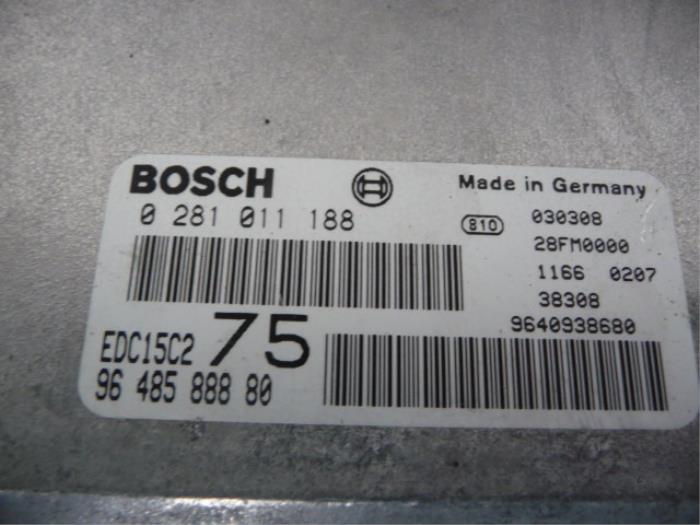 BOSCH
Made in Germany
0 281 011 188
810
030308
28FM0000
1166 0207
38308
9640938680
EDC15C2 75
96 485 888 80